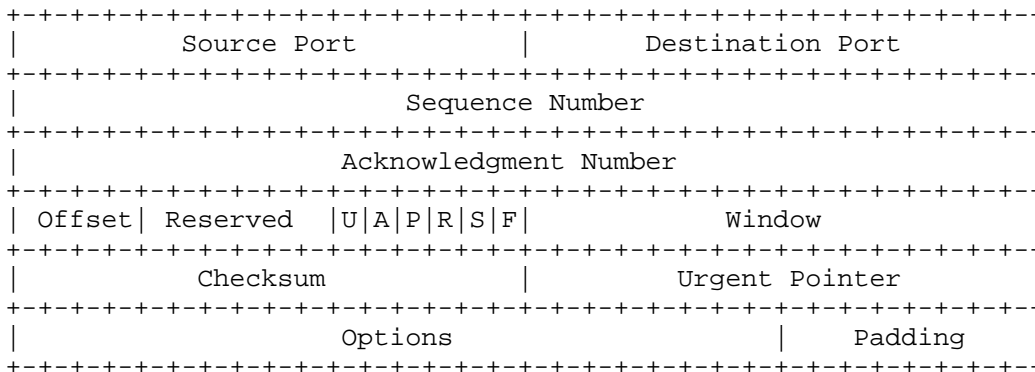 +-+-+-+-+-+-+-+-+-+-+-+-+-+-+-+-+-+-+-+-+-+-+-+-+-+-+-+-+-+-+-+-+-
| Source Port | Destination Port
+-+-+-+-+-+-+-+-+-+-+-+-+-+-+-+-+-+-+-+-+-+-+-+-+-+-+-+-+-+-+-+-+-
| Sequence Number
+-+-+-+-+-+-+-+-+-+-+-+-+-+-+-+-+-+-+-+-+-+-+-+-+-+-+-+-+-+-+-+-+-
| Acknowledgment Number
+-+-+-+-+-+-+-+-+-+-+-+-+-+-+-+-+-+-+-+-+-+-+-+-+-+-+-+-+-+-+-+-+-
| Offset| Reserved |U|A|P|R|S|F| Window
+-+-+-+-+-+-+-+-+-+-+-+-+-+-+-+-+-+-+-+-+-+-+-+-+-+-+-+-+-+-+-+-+-
| Checksum | Urgent Pointer
+-+-+-+-+-+-+-+-+-+-+-+-+-+-+-+-+-+-+-+-+-+-+-+-+-+-+-+-+-+-+-+-+-
| Options | Padding
+-+-+-+-+-+-+-+-+-+-+-+-+-+-+-+-+-+-+-+-+-+-+-+-+-+-+-+-+-+-+-+-+-